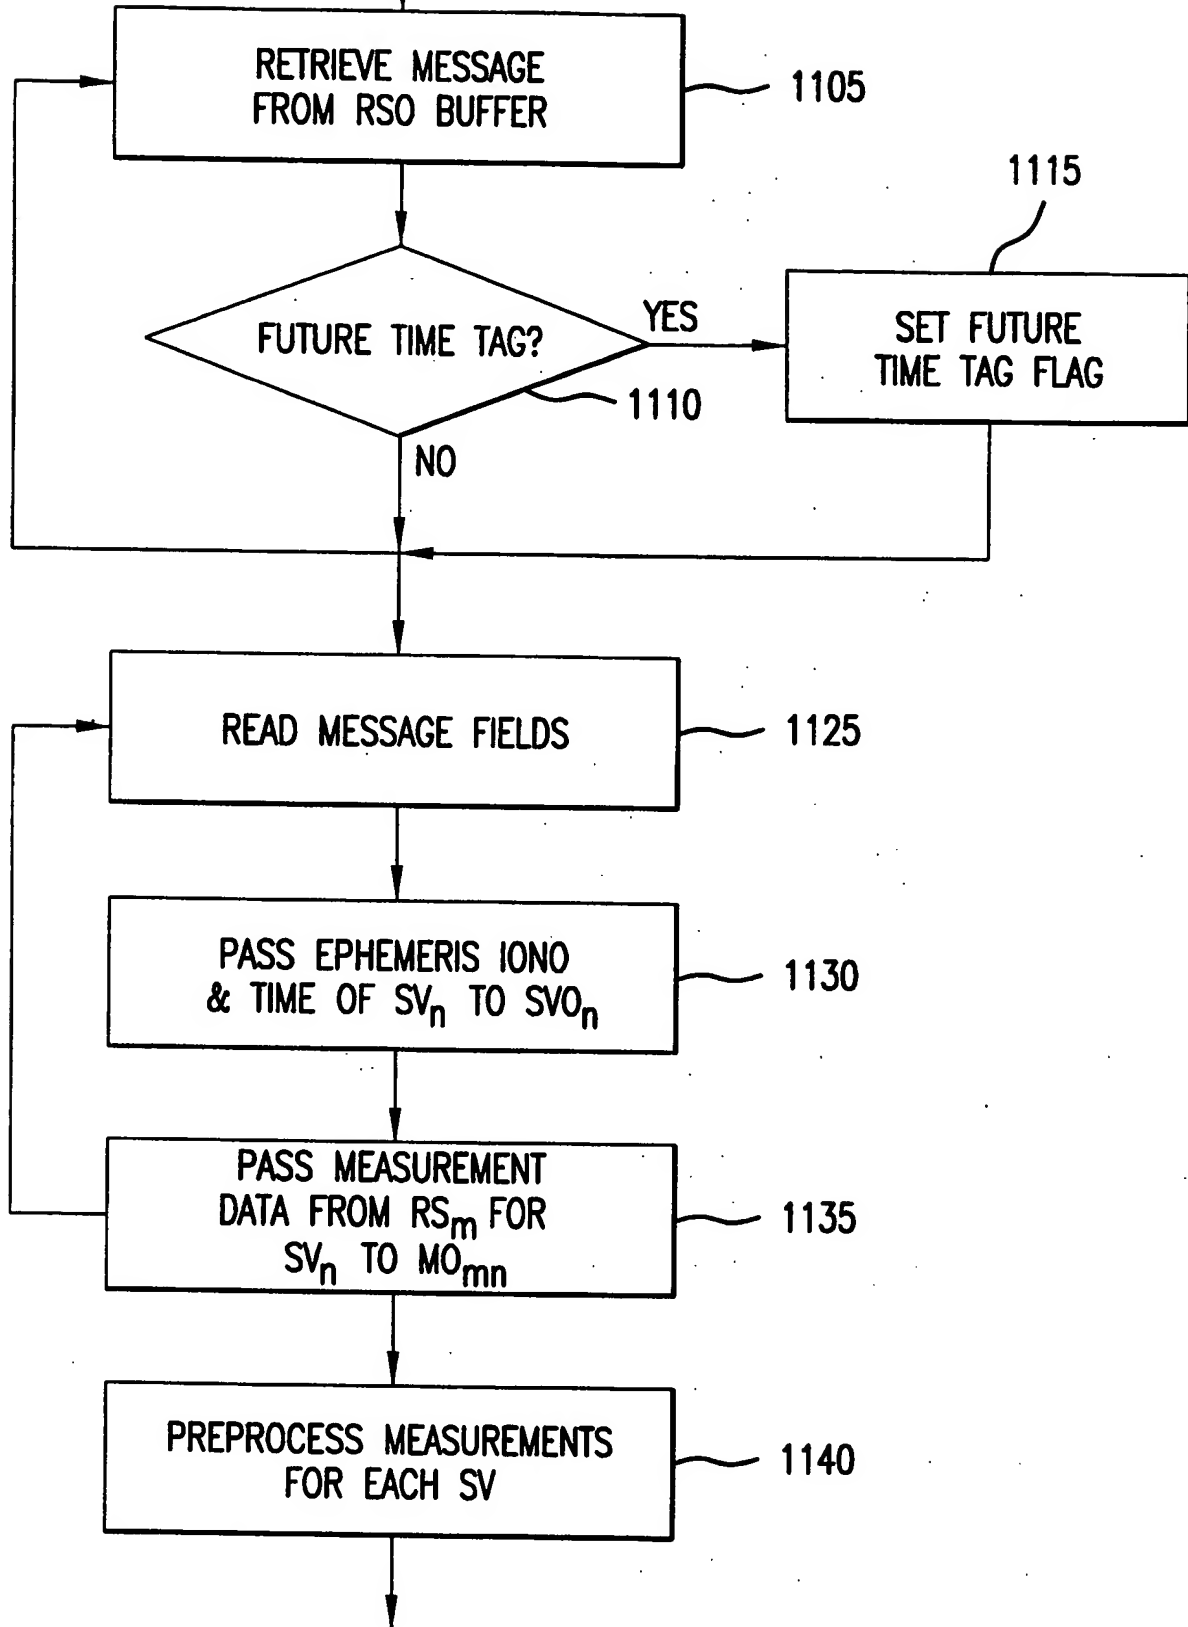 RETRIEVE MESSAGE
FROM RSO BUFFER
1105
1115
FUTURE TIME TAG?
YES
SET FUTURE
TIME TAG FLAG
1110
NO
READ MESSAGE FIELDS
1125
PASS EPHEMERIS IONO
& TIME OF SVn TO SVOn
1130
PASS MEASUREMENT
DATA FROM RSm FOR
SVn TO MOmn
1135
PREPROCESS MEASUREMENTS
FOR EACH SV
1140